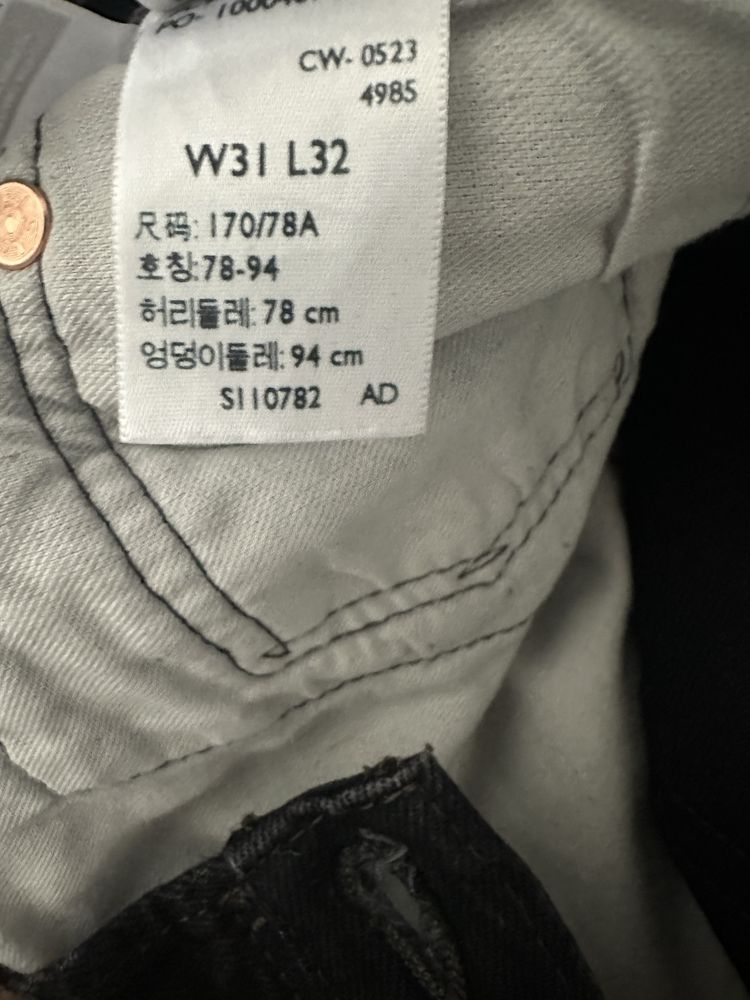 CW- 0523
4985
W31 L32
尺码: 170/78A
호칭:78-94
허리둘레: 78 cm
엉덩이둘레: 94 cm
S110782 AD